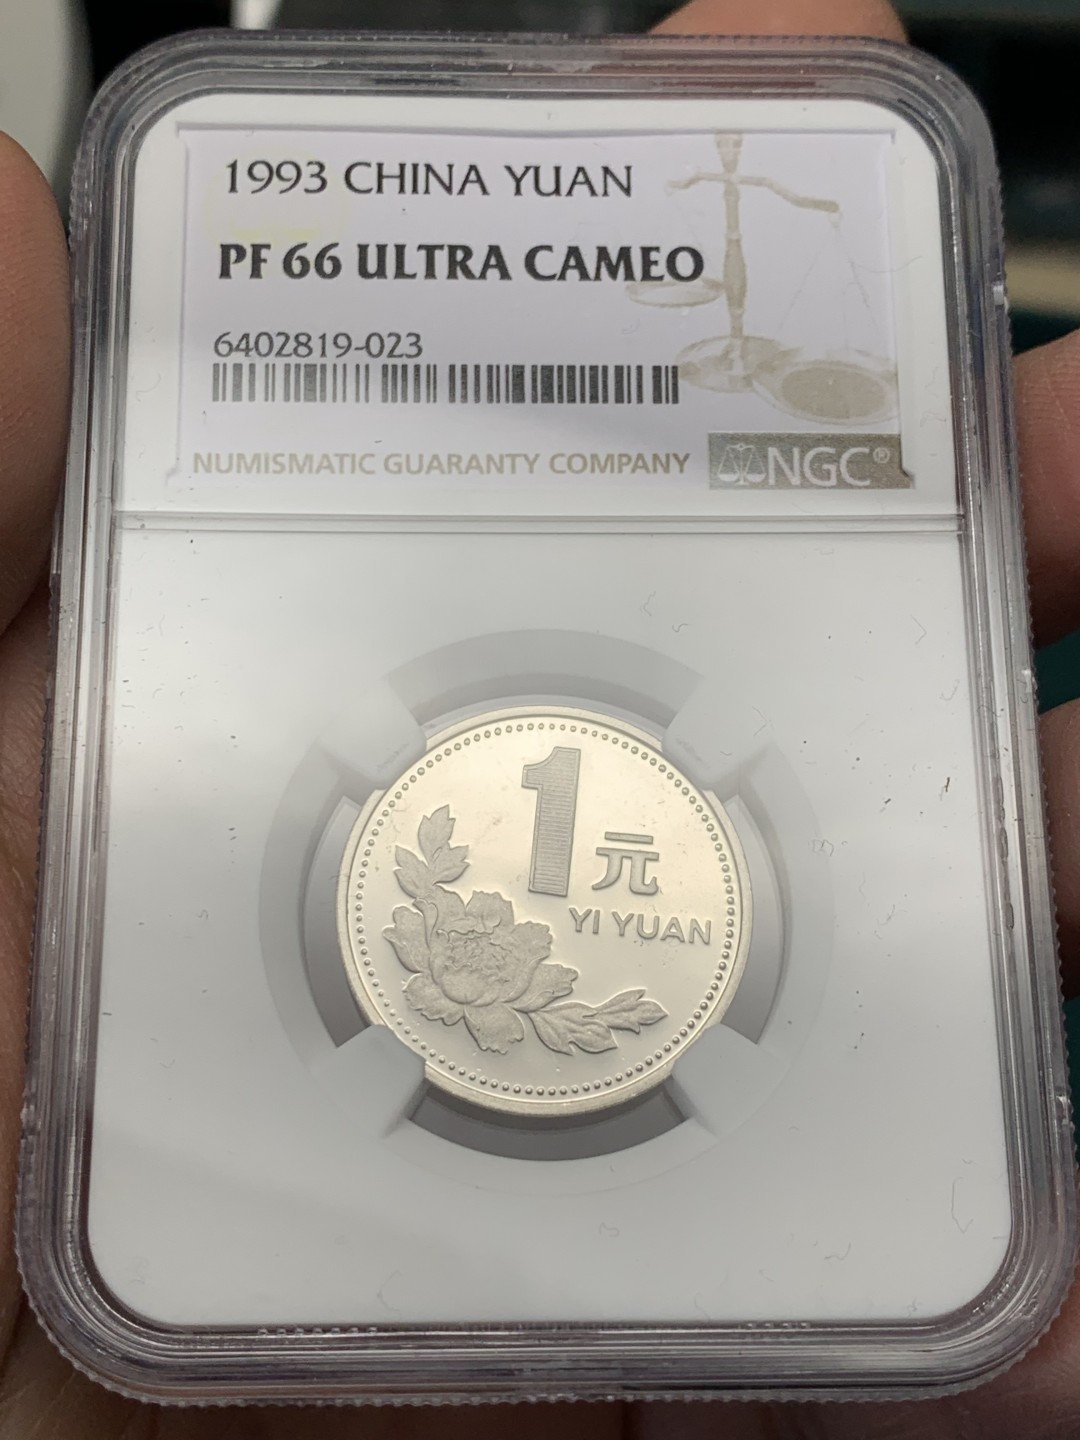 1993 CHINA YUAN
PF 66 ULTRA CAMEO
6402819-023
NUMISMATIC GUARANTY COMPANY NGC®
1 元
YI YUAN